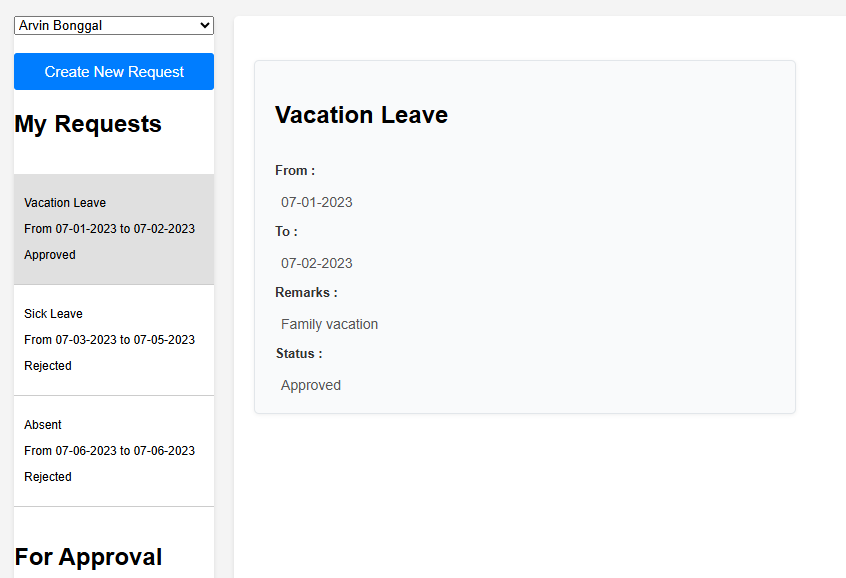 Arvin Bonggal
Create New Request
My Requests
Vacation Leave
From 07-01-2023 to 07-02-2023
Approved
Sick Leave
From 07-03-2023 to 07-05-2023
Rejected
Absent
From 07-06-2023 to 07-06-2023
Rejected
For Approval
Vacation Leave
From :
07-01-2023
To :
07-02-2023
Remarks :
Family vacation
Status :
Approved